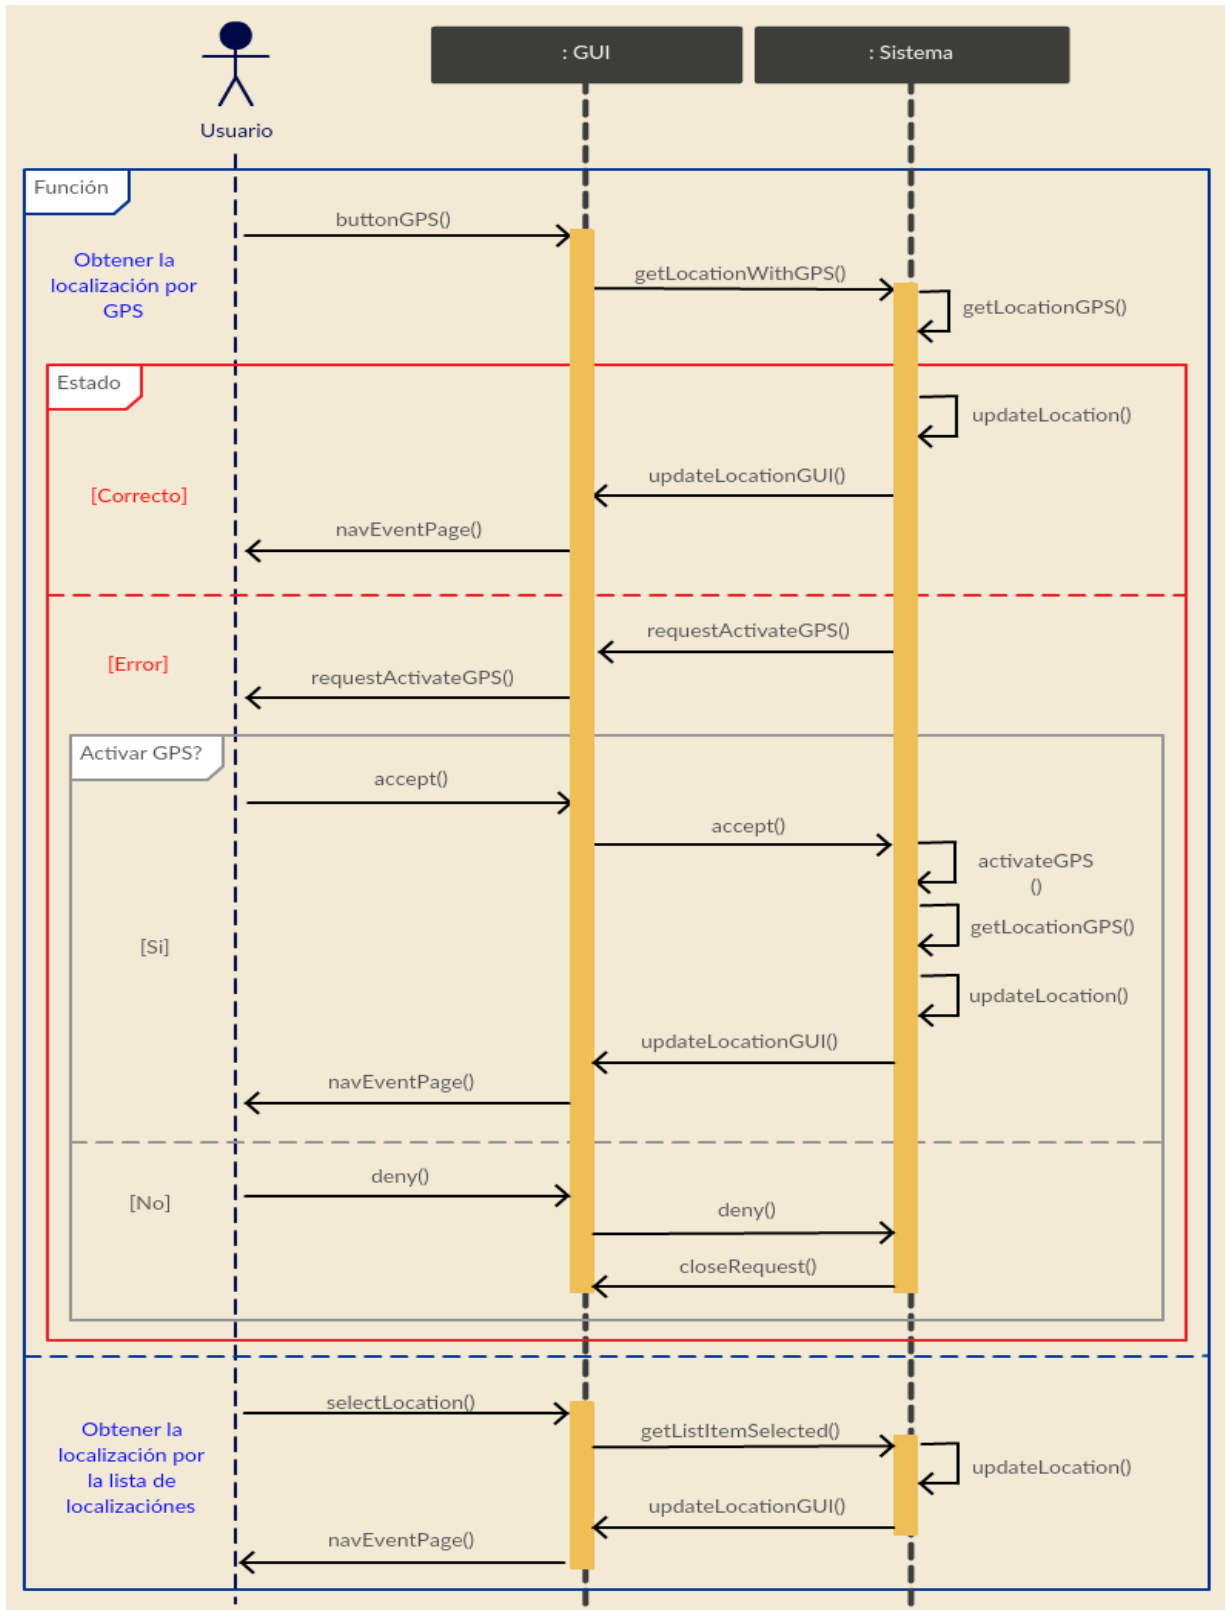 : GUI
: Sistema
Usuario
Función
buttonGPS()
Obtener la
localización por
GPS
getLocationWithGPS()
getLocationGPS()
Estado
updateLocation()
updateLocationGUI()
[Correcto]
navEventPage()
requestActivateGPS()
[Error]
requestActivateGPS()
Activar GPS?
accept()
accept()
activateGPS
()
getLocationGPS()
[Si]
updateLocation()
updateLocationGUI()
navEventPage()
deny()
[No]
deny()
closeRequest()
selectLocation()
Obtener la
localización por
la lista de
localizaciónes
getListItemSelected()
updateLocation()
updateLocationGUI()
navEventPage()